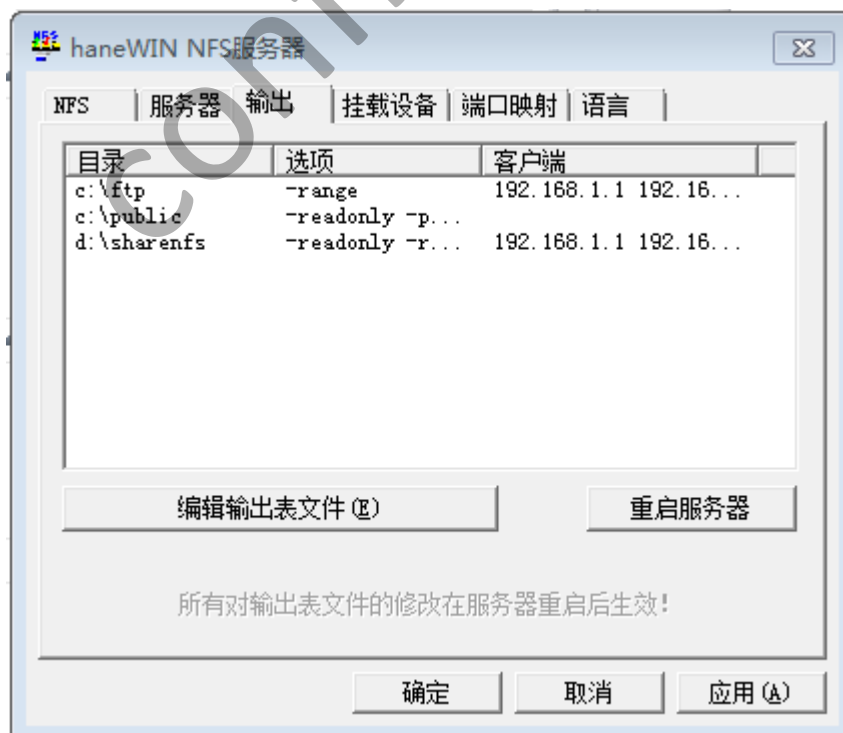 haneWIN NFS服务器
NFS 服务器 输出 挂载设备 端口映射 语言
目录 选项 客户端
c:\ftp -range 192.168.1.1 192.16...
c:\public -readonly -p...
d:\sharenfs -readonly -r... 192.168.1.1 192.16...
编辑输出表文件(E) 重启服务器
所有对输出表文件的修改在服务器重启后生效!
确定 取消 应用(A)